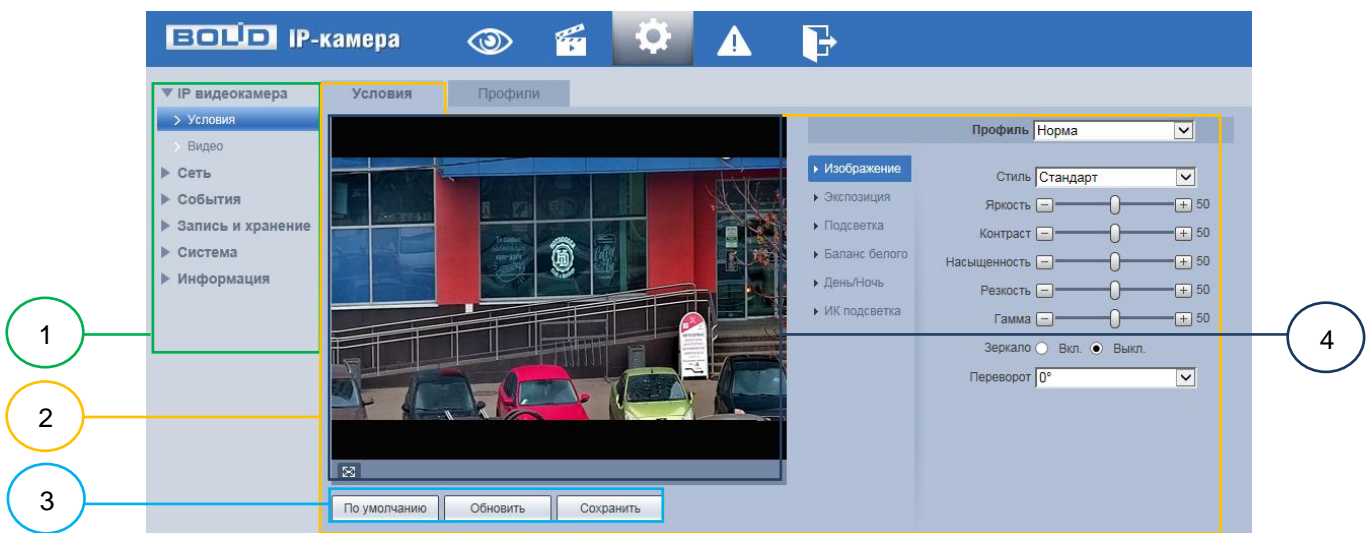 BOLID IP-камера
IP видеокамера
Условия
Видео
Сеть
События
Запись и хранение
Система
Информация
Условия
Профили
Профиль Норма
Изображение
Экспозиция
Подсветка
Баланс белого
День/Ночь
ИК подсветка
Стиль Стандарт
Яркость 50
Контраст 50
Насыщенность 50
Резкость 50
Гамма 50
Зеркало Вкл. Выкл.
Переворот 0°
По умолчанию Обновить Сохранить
1
2
3
4